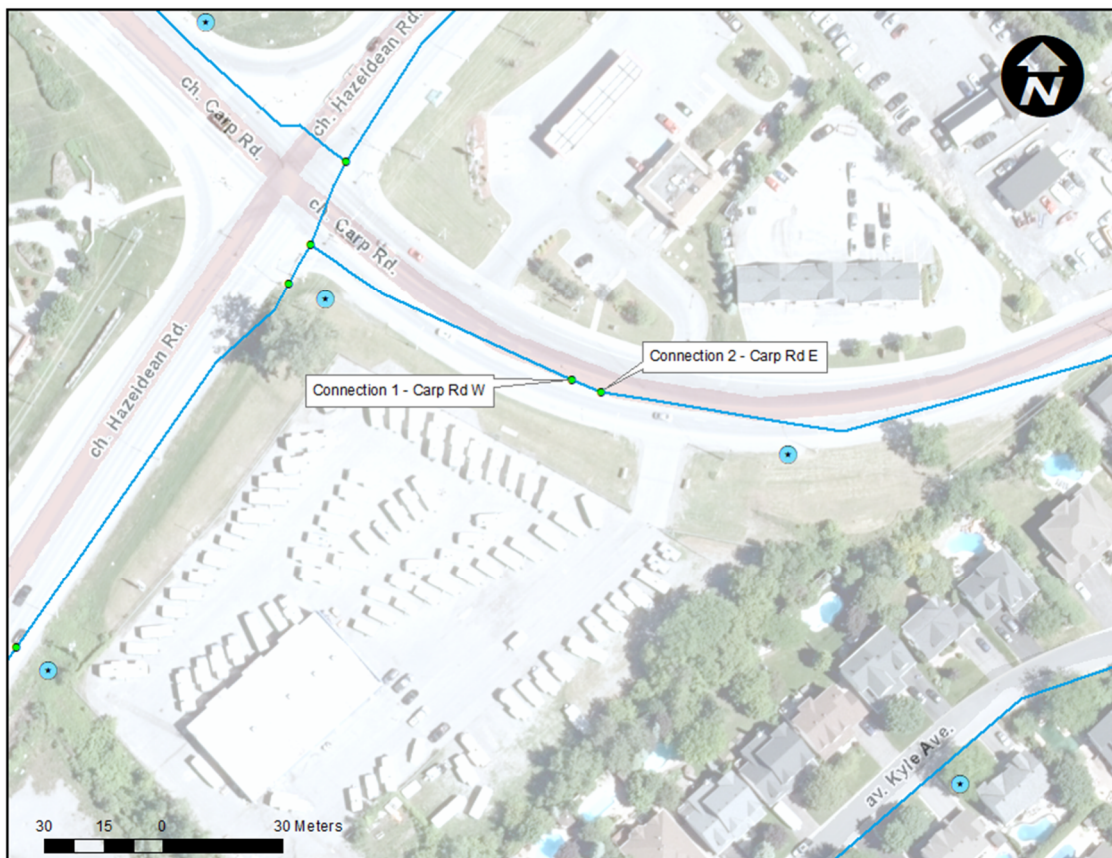 N
ch. Hazeldean Rd.
ch. Carp Rd.
ch. Carp Rd.
Connection 2 - Carp Rd E
Connection 1 - Carp Rd W
ch. Hazeldean Rd.
av. Kyle Ave.
30 15 0 30 Meters